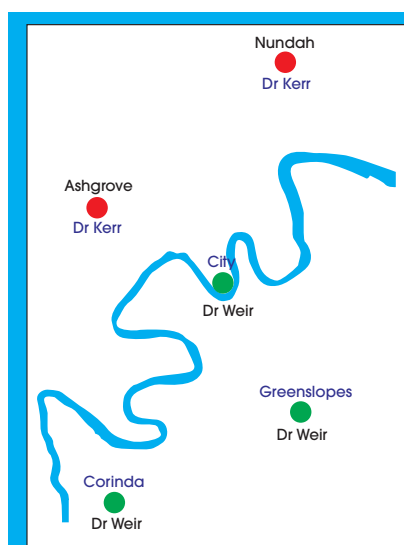 Nundah
Dr Kerr
Ashgrove
Dr Kerr
City
Dr Weir
Greenslopes
Dr Weir
Corinda
Dr Weir